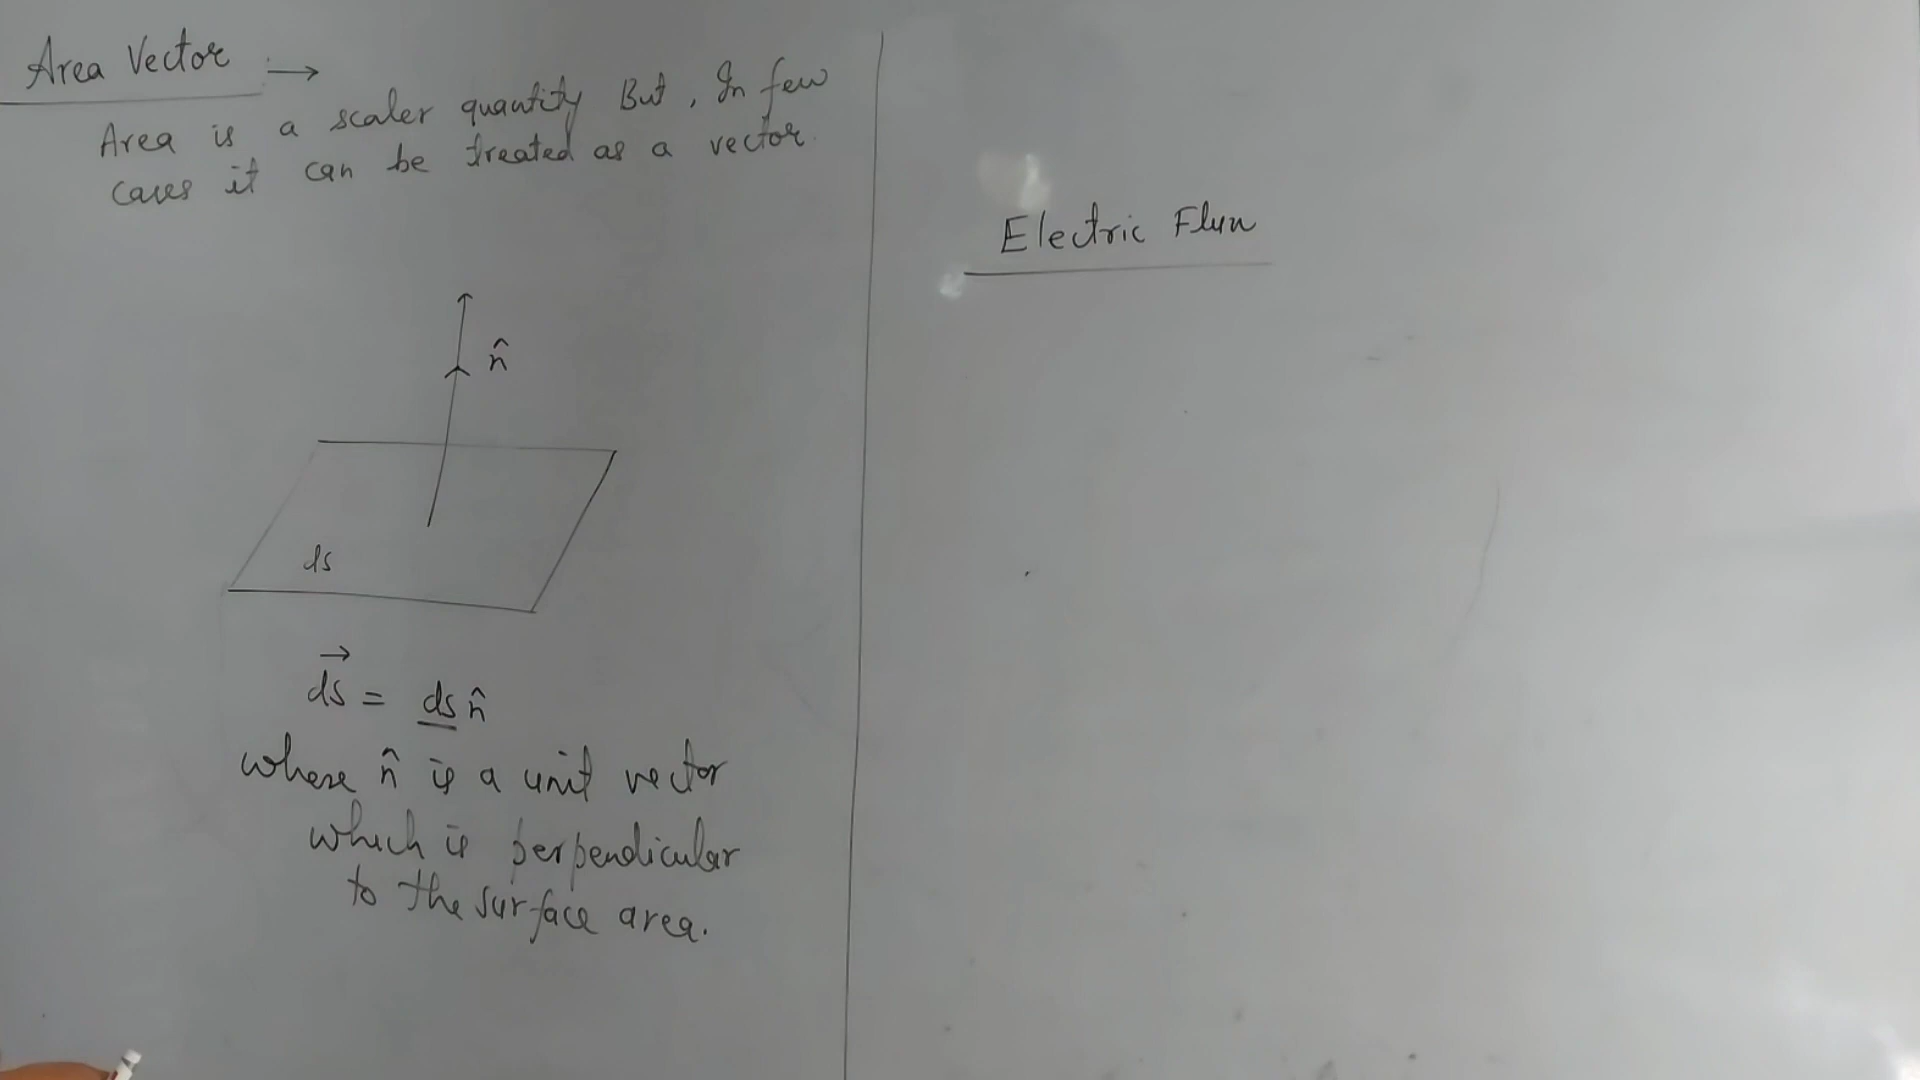 Area Vector :→
Area is a scaler quantity But, In few
cases it can be treated as a vector.
n̂
ds
d⃗s = ds n̂
where n̂ is a unit vector
which is perpendicular
to the surface area.
Electric Flux